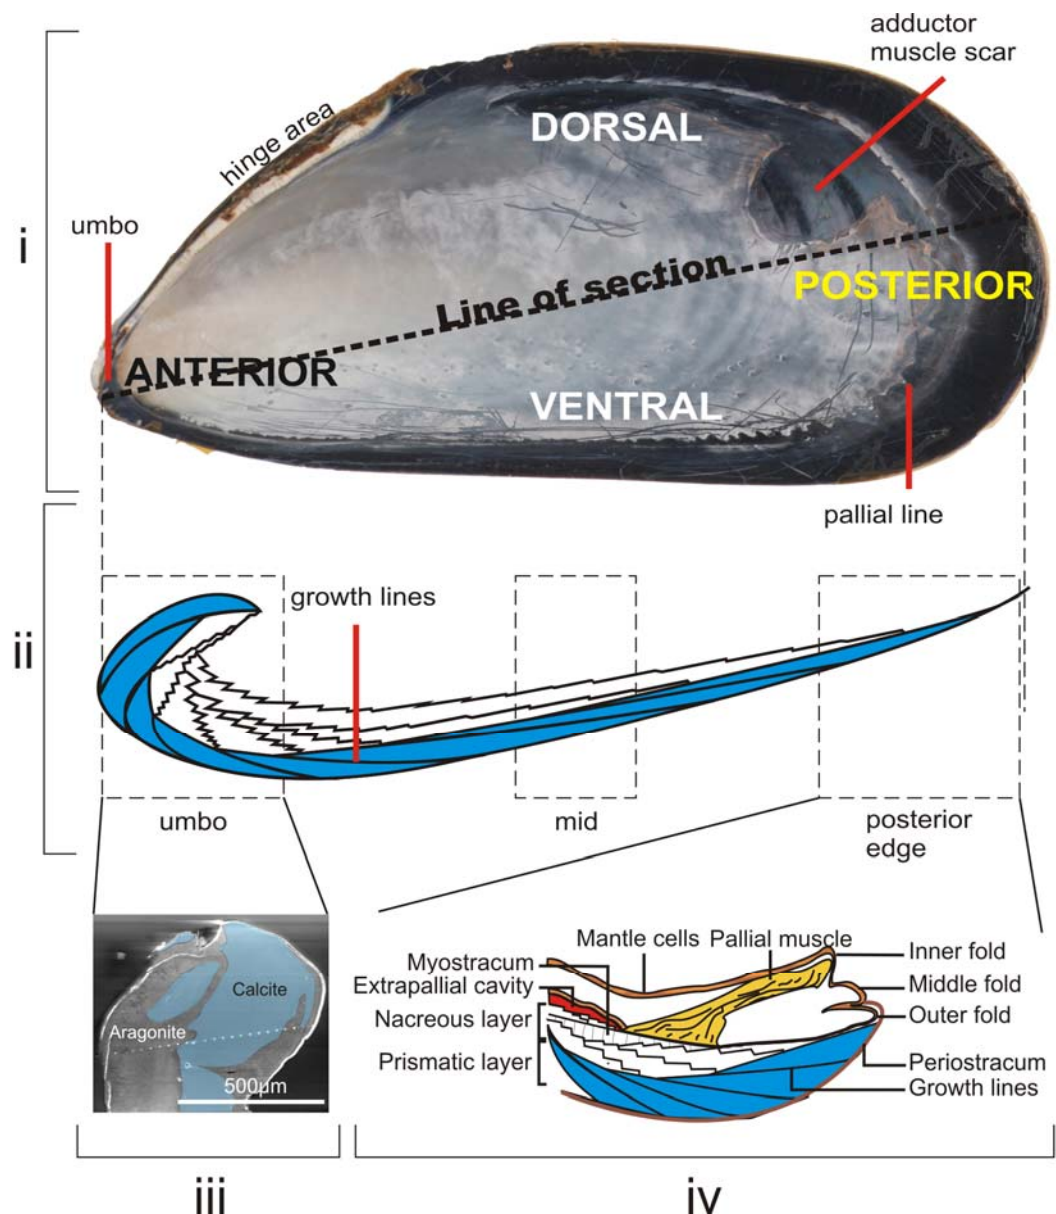 adductor
muscle scar
DORSAL
hinge area
umbo
i
Line of section
POSTERIOR
ANTERIOR
VENTRAL
pallial line
growth lines
ii
umbo
mid
posterior
edge
Mantle cells
Pallial muscle
Inner fold
Myostracum
Middle fold
Extrapallial cavity
Outer fold
Nacreous layer
Prismatic layer
Periostracum
Growth lines
Calcite
Aragonite
500µm
iii
iv